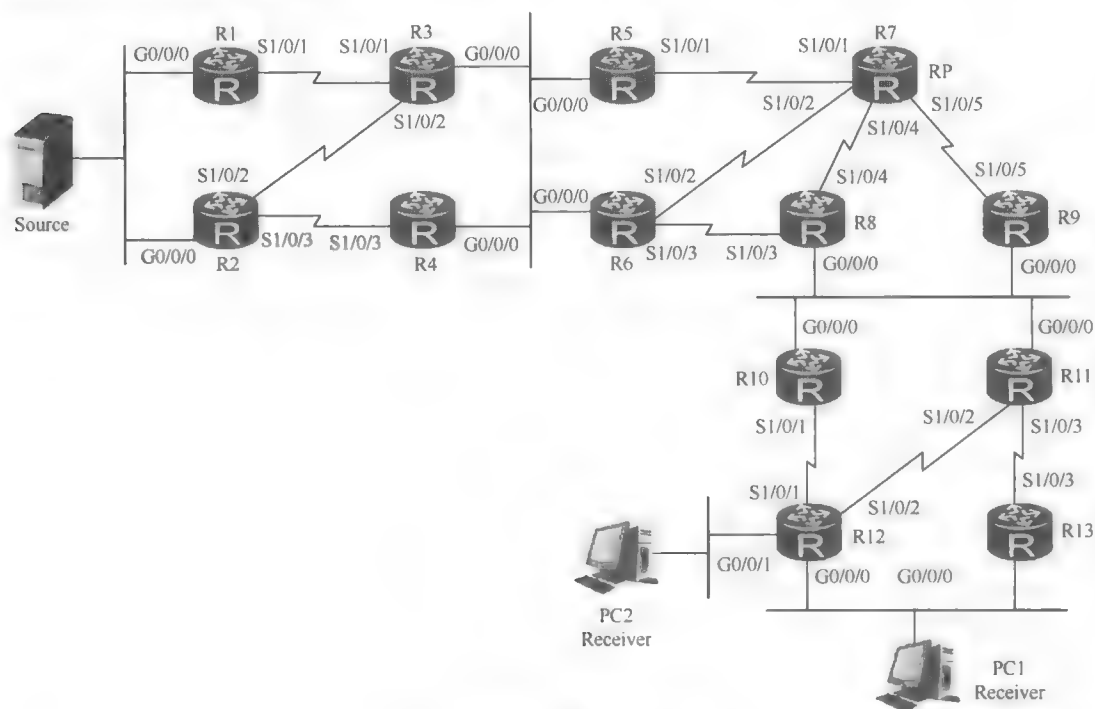 R1
R3
R5
R7
G0/0/0
S1/0/1
S1/0/1
G0/0/0
S1/0/1
S1/0/1
RP
R
R
R
R
G0/0/0
S1/0/2
S1/0/5
S1/0/2
S1/0/4
S1/0/2
G0/0/0
S1/0/2
S1/0/4
S1/0/5
Source
R
R
R
R
R8
R
R9
G0/0/0
S1/0/3
S1/0/3
G0/0/0
S1/0/3
S1/0/3
R2
R4
R6
G0/0/0
G0/0/0
G0/0/0
G0/0/0
R10
R
R
R11
S1/0/1
S1/0/2
S1/0/3
S1/0/1
S1/0/2
S1/0/3
R
R12
R
R13
G0/0/1
G0/0/0
G0/0/0
PC2
Receiver
PC1
Receiver